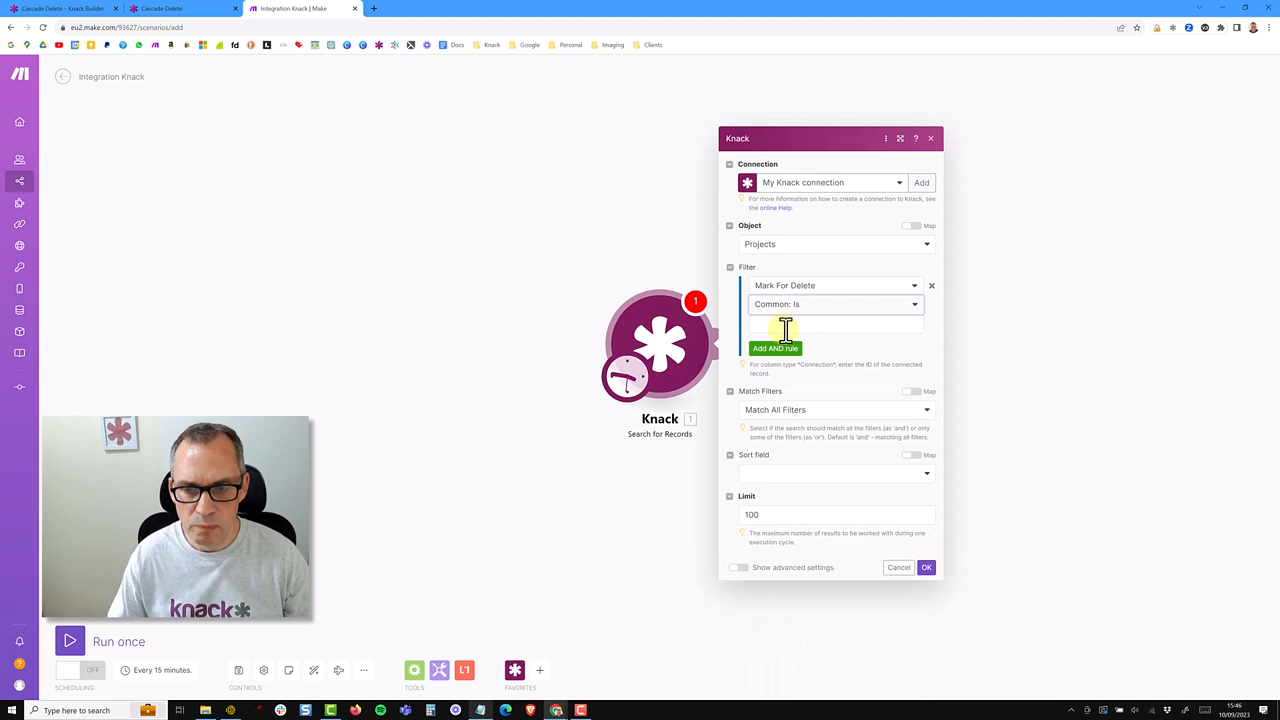 Cascade Delete - Knack Builder
Cascade Delete
Integration Knack | Make
eu2.make.com/93627/scenarios/add
Docs
Knack
Google
Personal
Imaging
Clients
Integration Knack
Knack
Connection
My Knack connection
Add
For more information on how to create a connection to Knack, see
the online Help.
Object
Map
Projects
Filter
Mark For Delete
Common: Is
Add AND rule
For column type "Connection", enter the ID of the connected
record.
Match Filters
Map
Match All Filters
Select if the search should match all the filters (as 'and') or only
some of the filters (as 'or'). Default is 'and' - matching all filters.
Sort field
Map
Limit
100
The maximum number of results to be worked with during one
execution cycle.
Show advanced settings
Cancel
OK
1
Knack 1
Search for Records
knack
Run once
OFF
Every 15 minutes.
SCHEDULING
CONTROLS
TOOLS
FAVORITES
Type here to search
15:46
10/09/2023